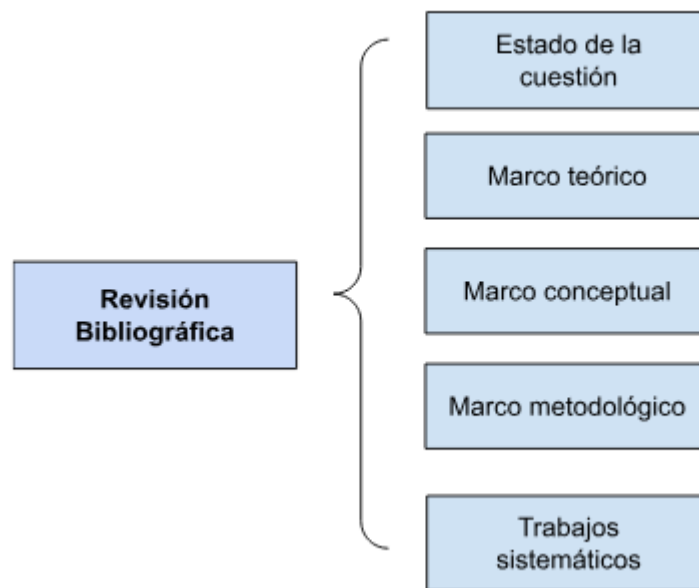 Estado de la
cuestión
Marco teórico
Marco conceptual
Revisión
Bibliográfica
Marco metodológico
Trabajos
sistemáticos